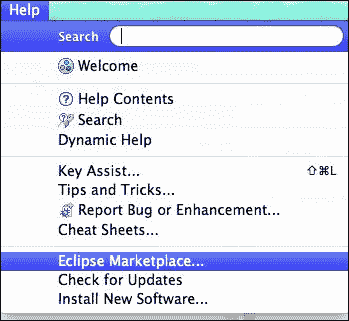 Help
Search
Welcome
Help Contents
Search
Dynamic Help
Key Assist... ⇧⌘L
Tips and Tricks...
Report Bug or Enhancement...
Cheat Sheets...
Eclipse Marketplace...
Check for Updates
Install New Software...